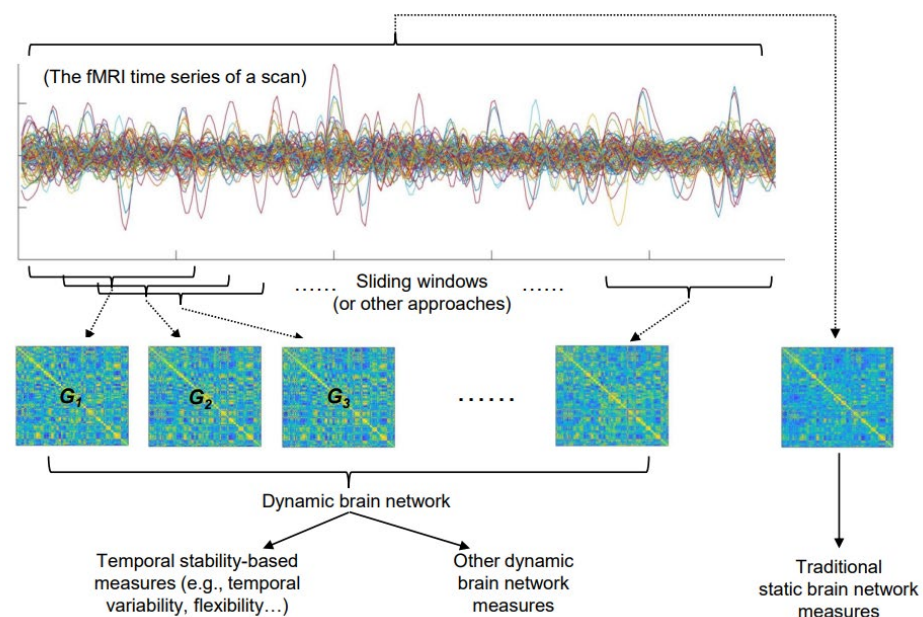 (The fMRI time series of a scan)
...... Sliding windows ......
(or other approaches)
G1
G2
G3
......
Dynamic brain network
Temporal stability-based
measures (e.g., temporal
variability, flexibility…)
Other dynamic
brain network
measures
Traditional
static brain network
measures